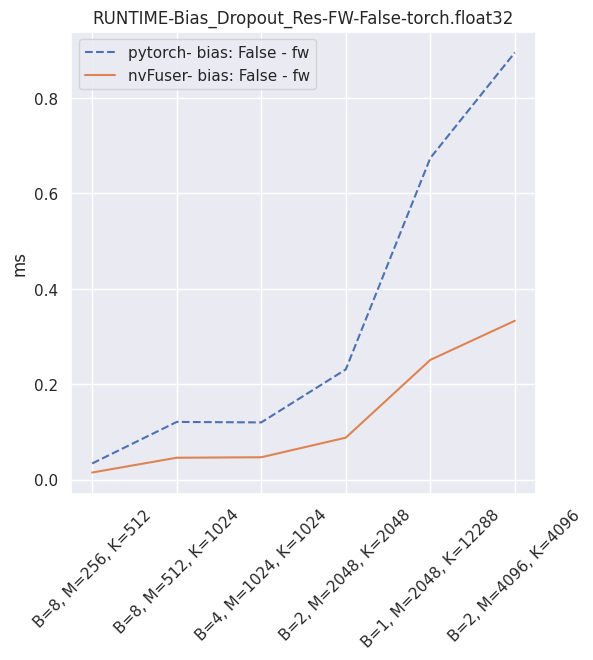 RUNTIME-Bias_Dropout_Res-FW-False-torch.float32
pytorch- bias: False - fw
nvFuser- bias: False - fw
ms
0.8
0.6
0.4
0.2
0.0
B=8, M=256, K=512
B=8, M=512, K=1024
B=4, M=1024, K=1024
B=2, M=2048, K=2048
B=1, M=2048, K=12288
B=2, M=4096, K=4096